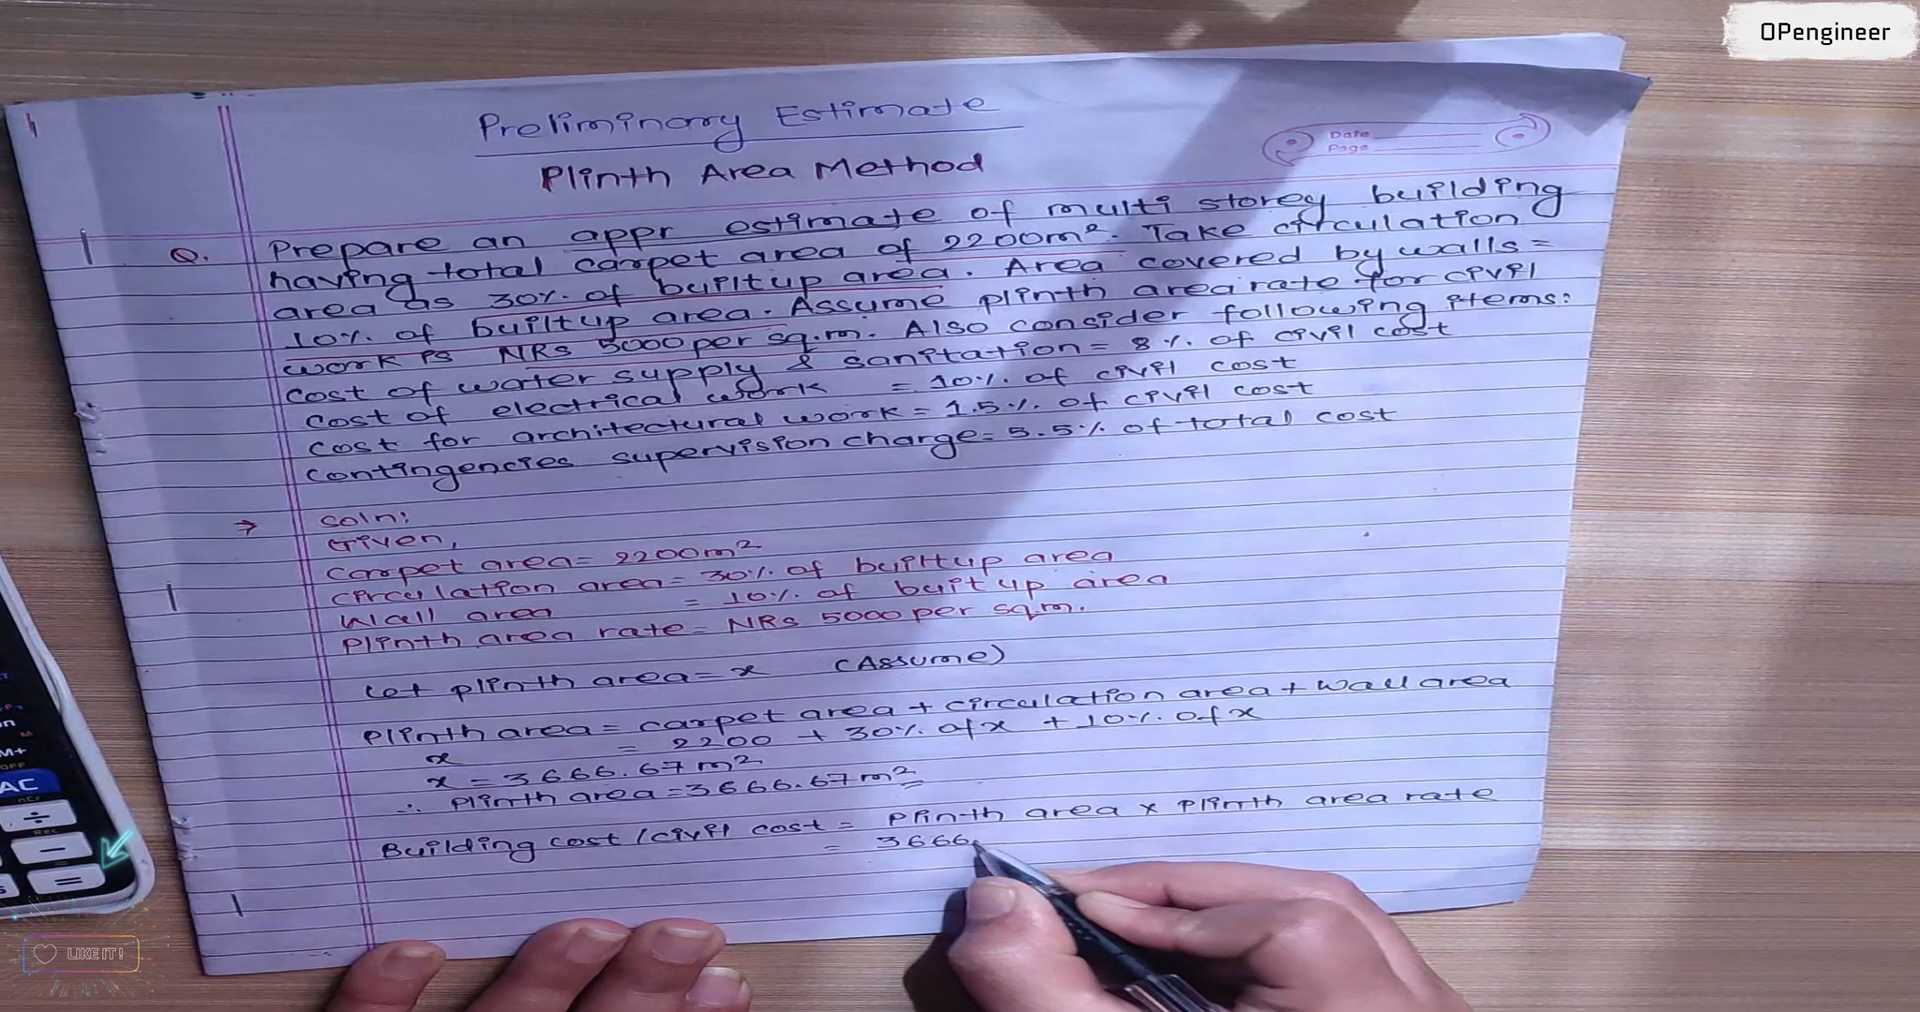 OPengineer
Preliminary Estimate
Date
Page
Plinth Area Method
Q. Prepare an appr estimate of multi storey building
having total carpet area of 2200m². Take circulation
area as 30% of builtup area. Area covered by walls =
10% of builtup area. Assume plinth area rate for civil
work is NRs 5000 per sq.m. Also consider following items:
cost of water supply & sanitation = 8% of civil cost
cost of electrical work = 10% of civil cost
cost for architectural work = 1.5% of civil cost
contingencies supervision charge = 5.5% of total cost
→ soln:
Given,
carpet area = 2200m²
circulation area = 30% of builtup area
Wall area = 10% of buitup area
Plinth area rate = NRs 5000 per sq.m.
Let plinth area = x (Assume)
Plinth area = carpet area + circulation area + wall area
x = 2200 + 30% of x + 10% of x
x = 3666.67 m²
∴ Plinth area = 3666.67 m²
Building cost / civil cost = Plinth area x plinth area rate
= 3666.
M+
OFF
AC
nCr
÷
Rec
−
=
LIKE IT!